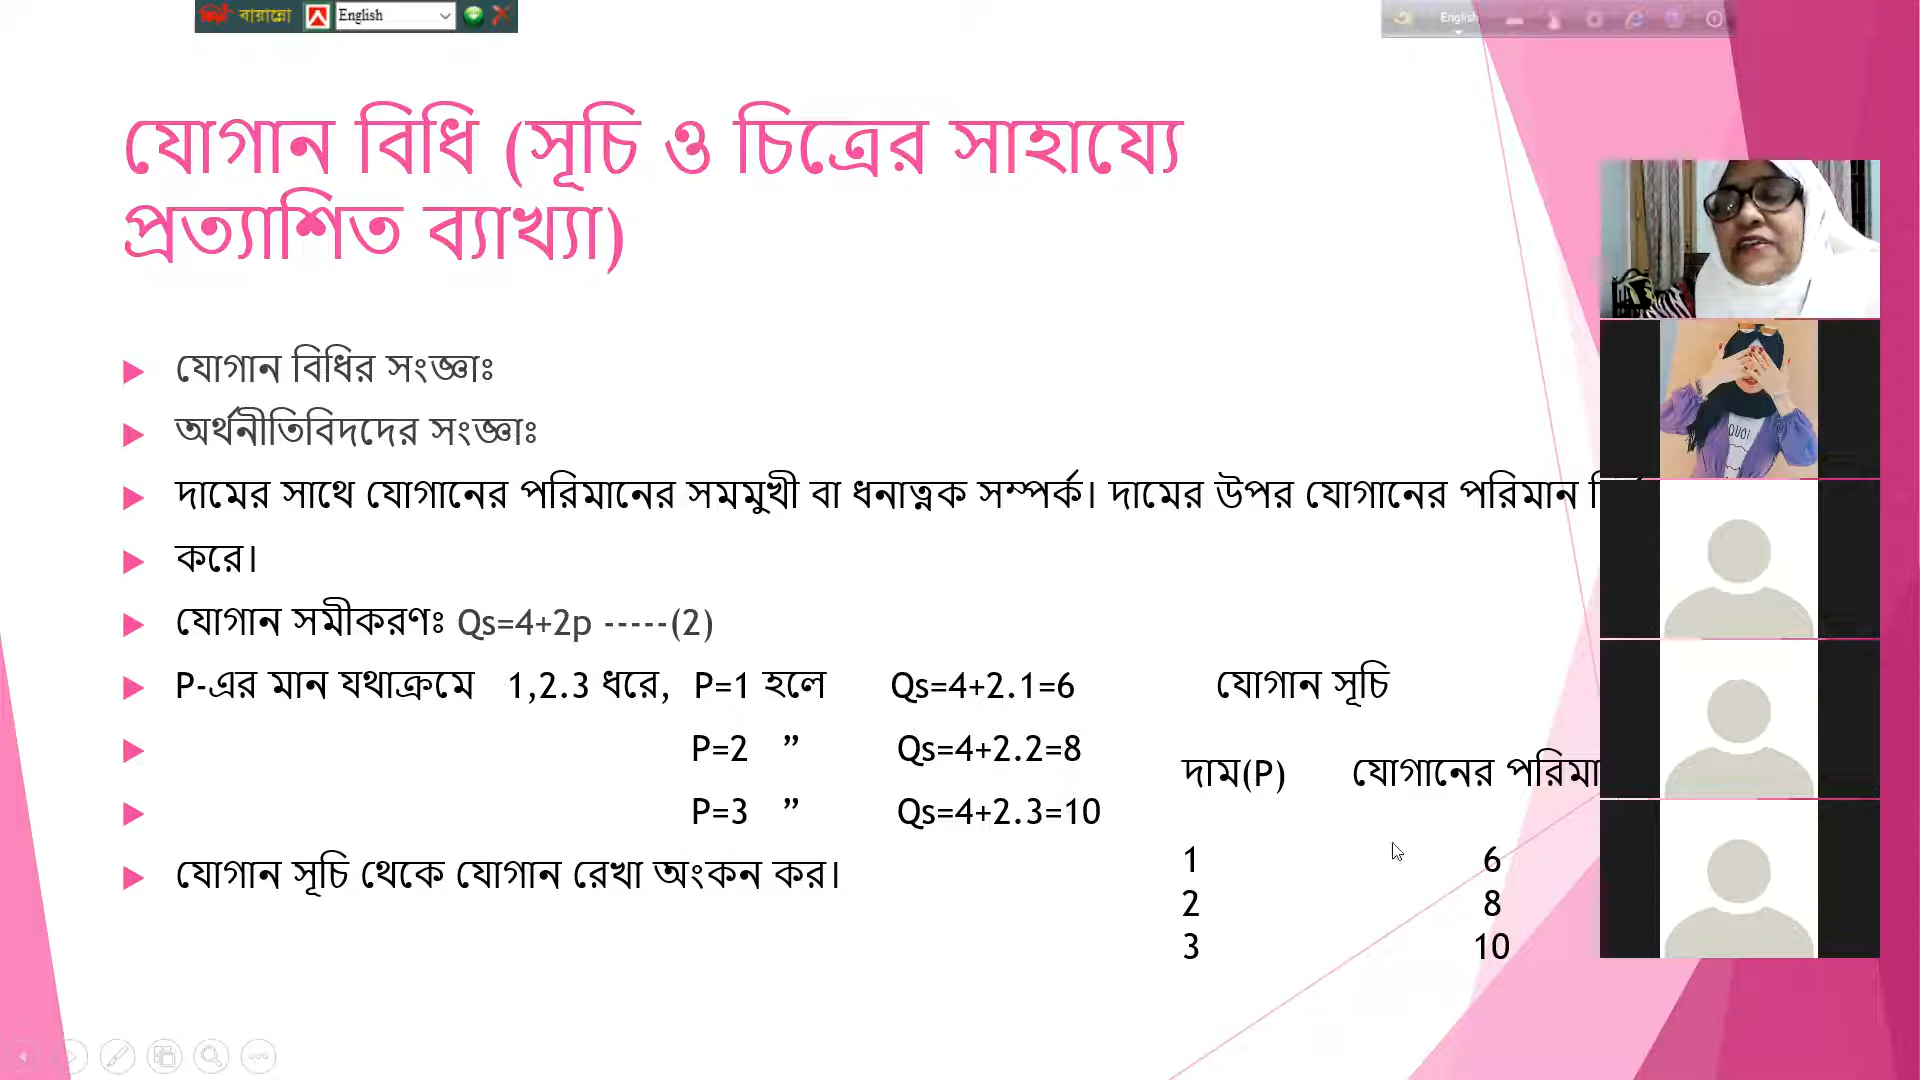 বায়ান্নো
English
English
যোগান বিধি (সূচি ও চিত্রের সাহায্যে
প্রত্যাশিত ব্যাখ্যা)
যোগান বিধির সংজ্ঞাঃ
অর্থনীতিবিদদের সংজ্ঞাঃ
দামের সাথে যোগানের পরিমানের সমমুখী বা ধনাত্নক সম্পর্ক। দামের উপর যোগানের পরিমান
করে।
যোগান সমীকরণঃ Qs=4+2p -----(2)
P-এর মান যথাক্রমে 1,2.3 ধরে, P=1 হলে Qs=4+2.1=6
P=2 ” Qs=4+2.2=8
P=3 ” Qs=4+2.3=10
যোগান সূচি থেকে যোগান রেখা অংকন কর।
যোগান সূচি
দাম(P) যোগানের
1 6
2 8
3 10
QUOI